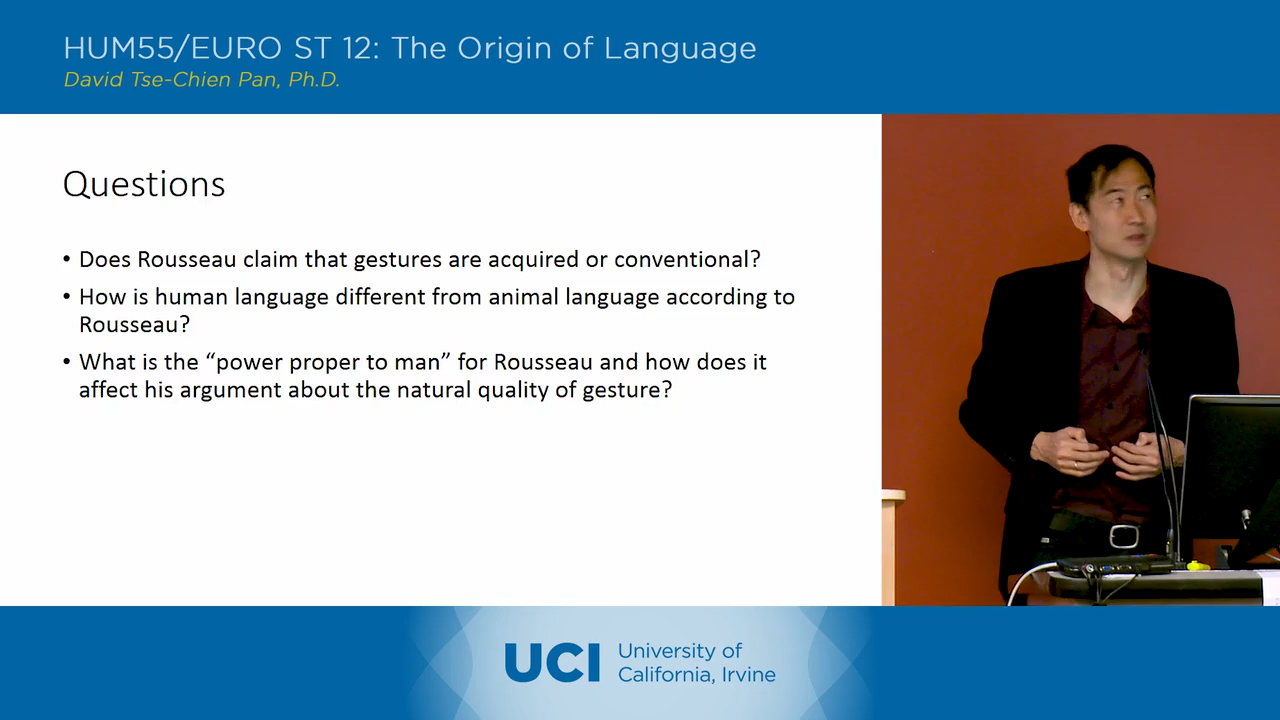 HUM55/EURO ST 12: The Origin of Language
David Tse-Chien Pan, Ph.D.
Questions
• Does Rousseau claim that gestures are acquired or conventional?
• How is human language different from animal language according to
Rousseau?
• What is the “power proper to man” for Rousseau and how does it
affect his argument about the natural quality of gesture?
UCI University of
California, Irvine